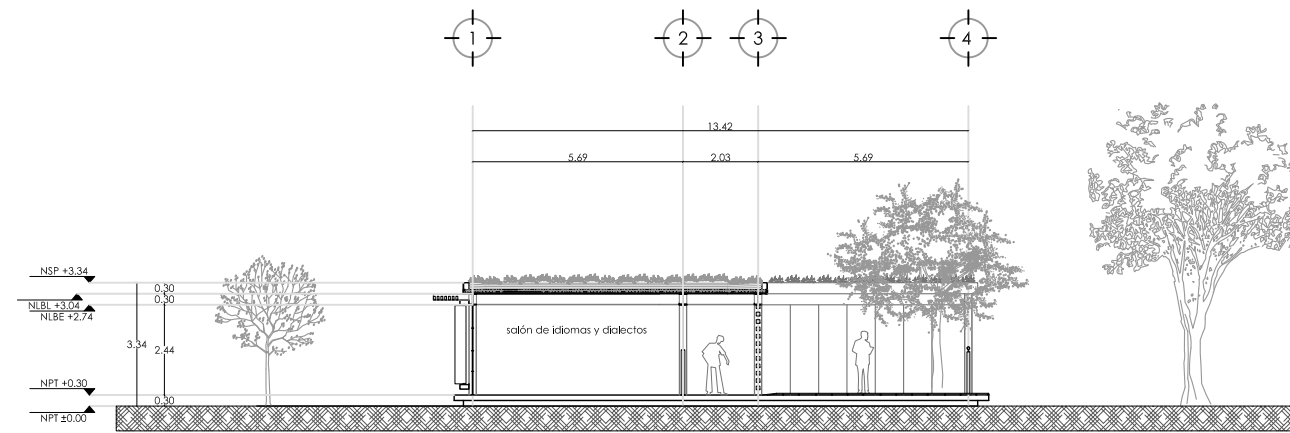 1 2 3 4
13.42
5.69 2.03 5.69
NSP +3.34
0.30
0.30
NLBL +3.04
NLBE +2.74
salón de idiomas y dialectos
3.34
2.44
NPT +0.30
0.30
NPT ±0.00